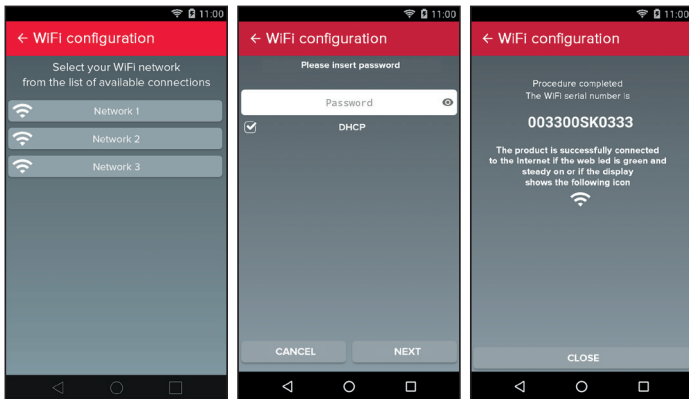 11:00
← WiFi configuration
Select your WiFi network
from the list of available connections
Network 1
Network 2
Network 3
11:00
← WiFi configuration
Please insert password
Password
DHCP
CANCEL
NEXT
11:00
← WiFi configuration
Procedure completed
The WiFi serial number is
003300SK0333
The product is successfully connected
to the Internet if the web led is green and
steady on or if the display
shows the following icon
CLOSE